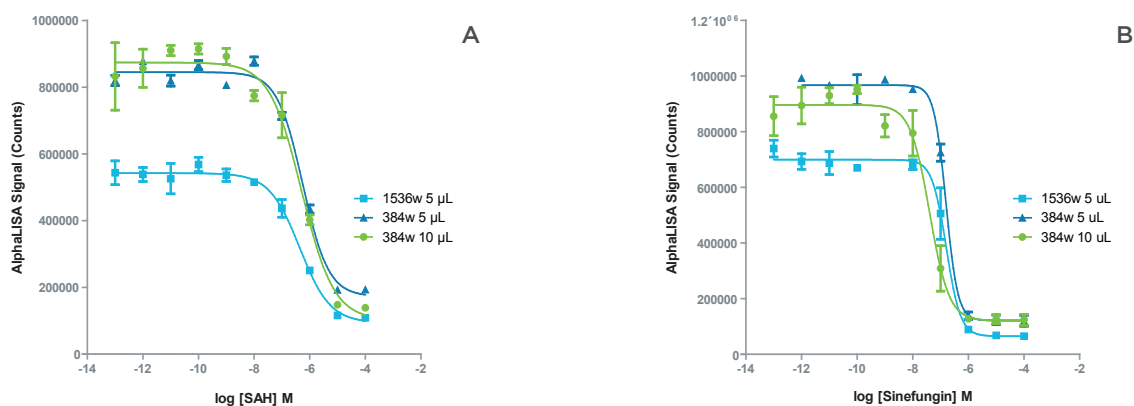 A
AlphaLISA Signal (Counts)
1000000
800000
600000
400000
200000
0
-14 -12 -10 -8 -6 -4 -2
log [SAH] M
1536w 5 µL
384w 5 µL
384w 10 µL
B
AlphaLISA Signal (Counts)
1.2´10⁰⁶
1000000
800000
600000
400000
200000
0
-14 -12 -10 -8 -6 -4 -2
log [Sinefungin] M
1536w 5 uL
384w 5 uL
384w 10 uL